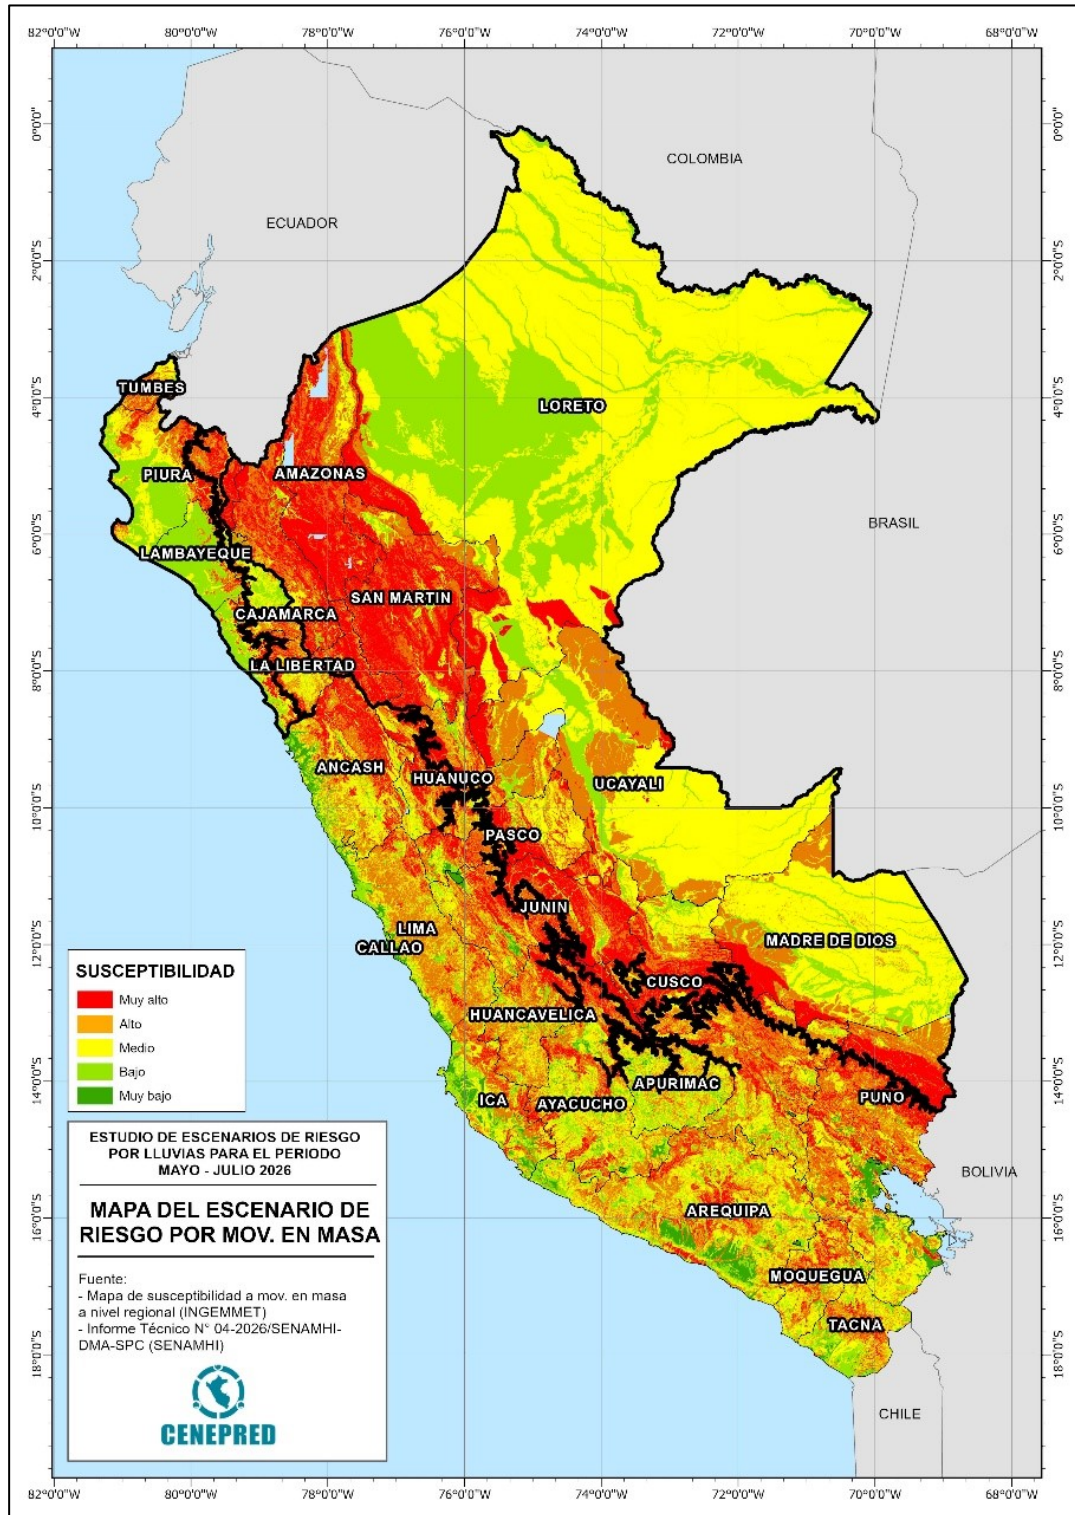 82°0'0"W 80°0'0"W 78°0'0"W 76°0'0"W 74°0'0"W 72°0'0"W 70°0'0"W 68°0'0"W
0°0'0"
2°0'0"S
4°0'0"S
6°0'0"S
8°0'0"S
10°0'0"S
12°0'0"S
14°0'0"S
16°0'0"S
18°0'0"S
COLOMBIA
ECUADOR
TUMBES
LORETO
PIURA
AMAZONAS
BRASIL
LAMBAYEQUE
SAN MARTIN
CAJAMARCA
LA LIBERTAD
ANCASH
HUANUCO
UCAYALI
PASCO
JUNIN
LIMA
CALLAO
MADRE DE DIOS
CUSCO
HUANCAVELICA
APURIMAC
ICA
AYACUCHO
PUNO
BOLIVIA
AREQUIPA
MOQUEGUA
TACNA
CHILE
SUSCEPTIBILIDAD
Muy alto
Alto
Medio
Bajo
Muy bajo
ESTUDIO DE ESCENARIOS DE RIESGO
POR LLUVIAS PARA EL PERIODO
MAYO - JULIO 2026
MAPA DEL ESCENARIO DE
RIESGO POR MOV. EN MASA
Fuente:
- Mapa de susceptibilidad a mov. en masa
a nivel regional (INGEMMET)
- Informe Técnico N° 04-2026/SENAMHI-
DMA-SPC (SENAMHI)
CENEPRED
0°0'0"
2°0'0"S
4°0'0"S
6°0'0"S
8°0'0"S
10°0'0"S
12°0'0"S
14°0'0"S
16°0'0"S
18°0'0"S
82°0'0"W 80°0'0"W 78°0'0"W 76°0'0"W 74°0'0"W 72°0'0"W 70°0'0"W 68°0'0"W